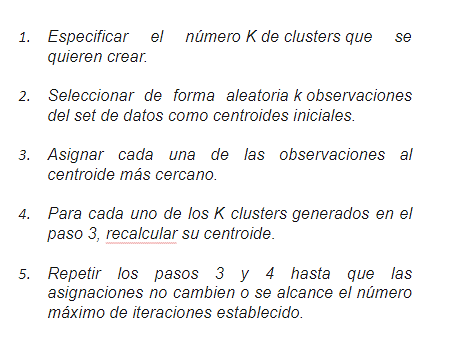 1. Especificar el número K de clusters que se
quieren crear.
2. Seleccionar de forma aleatoria k observaciones
del set de datos como centroides iniciales.
3. Asignar cada una de las observaciones al
centroide más cercano.
4. Para cada uno de los K clusters generados en el
paso 3, recalcular su centroide.
5. Repetir los pasos 3 y 4 hasta que las
asignaciones no cambien o se alcance el número
máximo de iteraciones establecido.